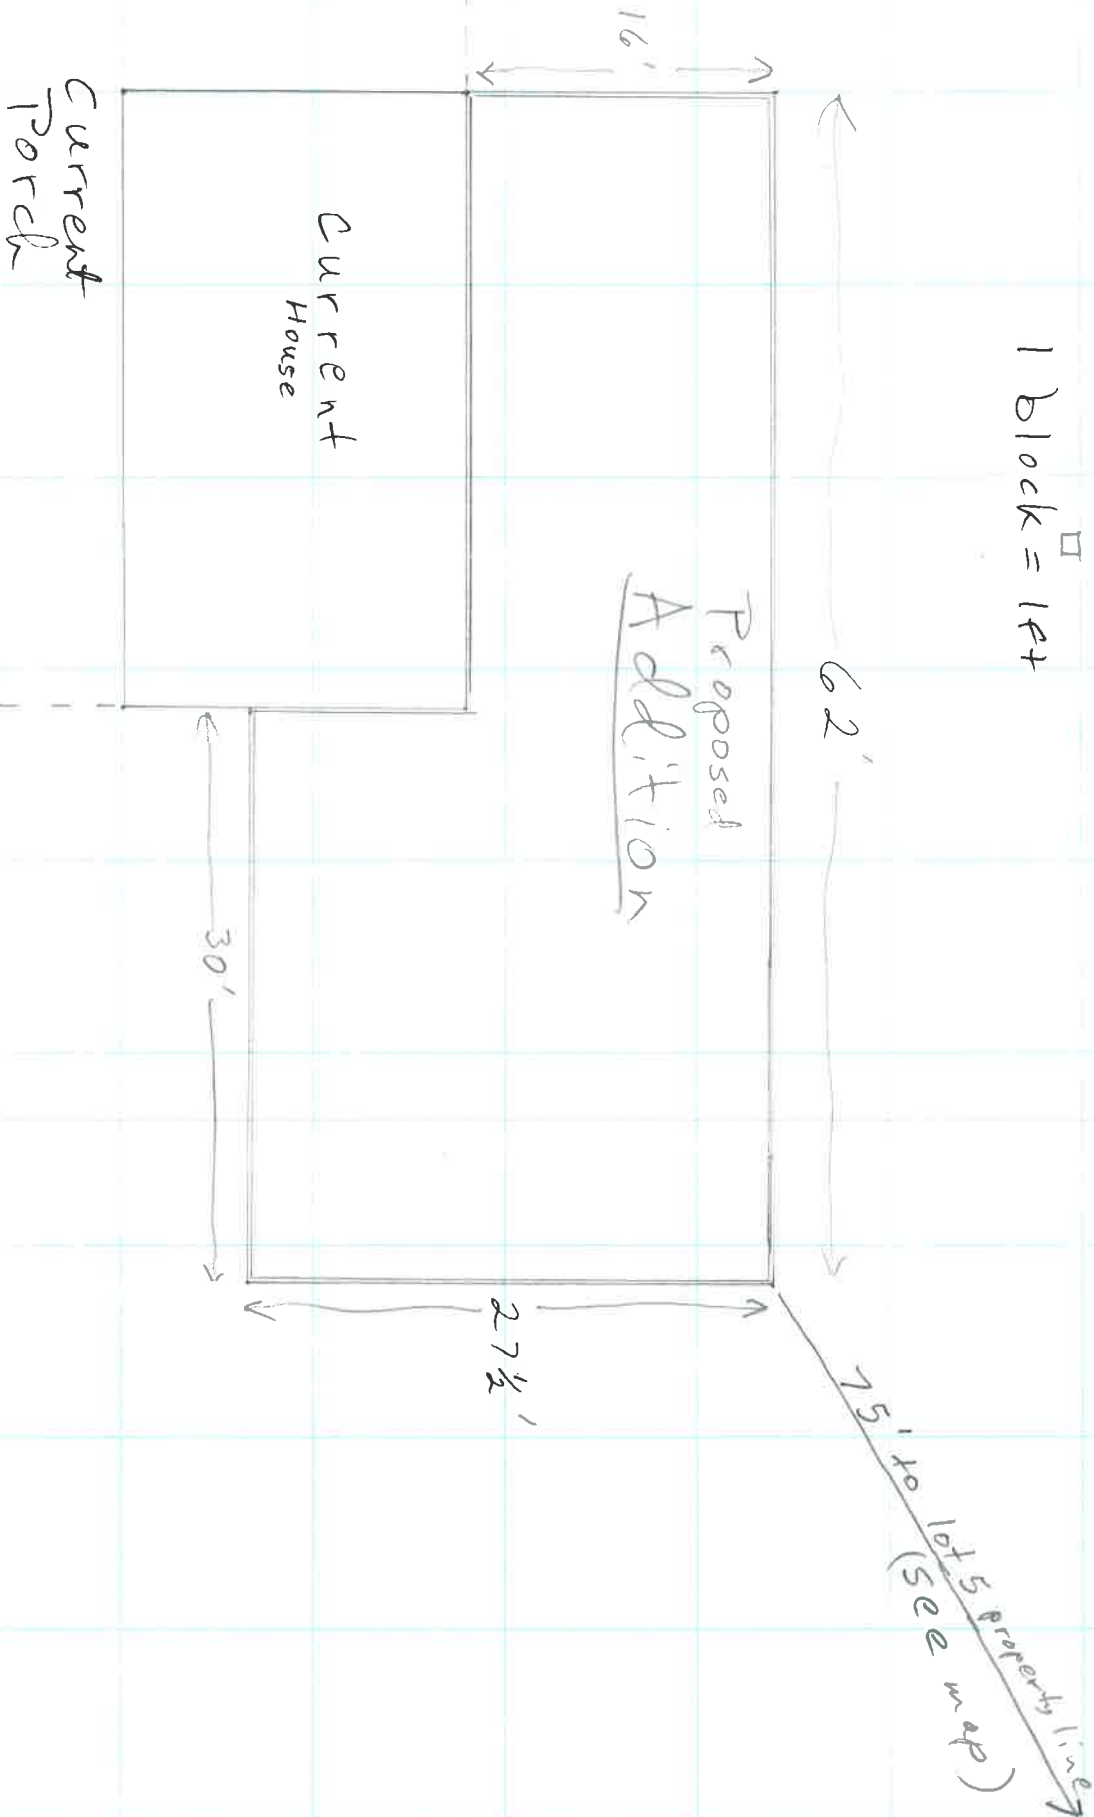 1 block = 1ft
62'
16'
Proposed
Addition
75' to lot 5 property line
(see map)
Current
House
27½'
30'
Current
Porch